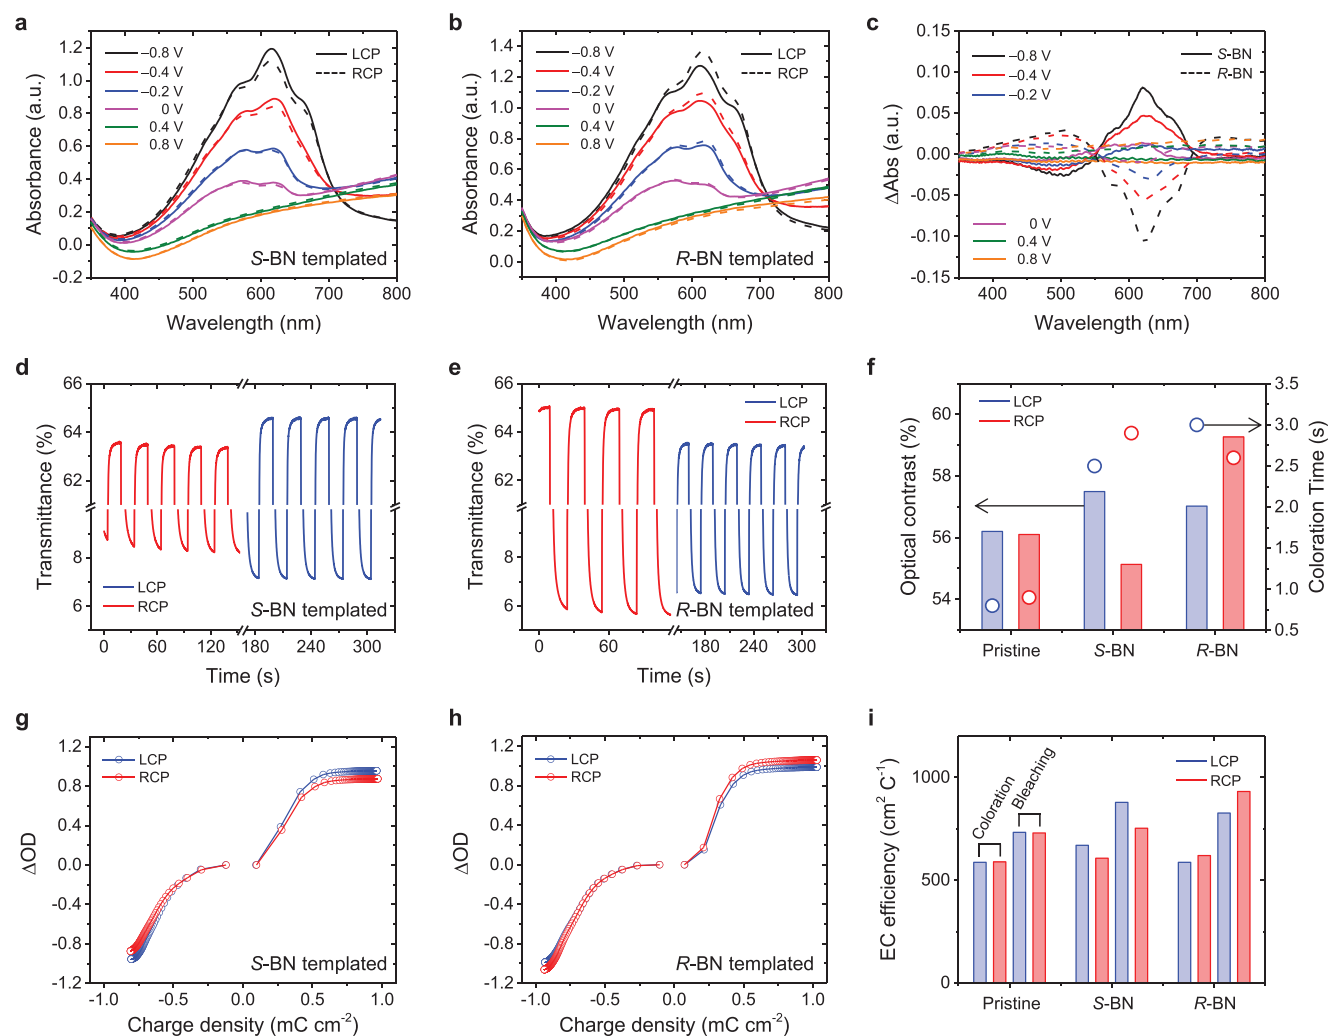 a
1.2
1.0
0.8
0.6
0.4
0.2
0.0
-0.2
Absorbance (a.u.)
–0.8 V
–0.4 V
–0.2 V
0 V
0.4 V
0.8 V
LCP
RCP
S-BN templated
400 500 600 700 800
Wavelength (nm)
b
1.4
1.2
1.0
0.8
0.6
0.4
0.2
0.0
Absorbance (a.u.)
–0.8 V
–0.4 V
–0.2 V
0 V
0.4 V
0.8 V
LCP
RCP
R-BN templated
400 500 600 700 800
Wavelength (nm)
c
0.15
0.10
0.05
0.00
-0.05
-0.10
-0.15
ΔAbs (a.u.)
–0.8 V
–0.4 V
–0.2 V
S-BN
R-BN
0 V
0.4 V
0.8 V
400 500 600 700 800
Wavelength (nm)
d
66
64
62
8
6
Transmittance (%)
LCP
RCP
S-BN templated
0 60 120 180 240 300
Time (s)
e
66
64
62
8
6
Transmittance (%)
LCP
RCP
R-BN templated
0 60 180 240 300
Time (s)
f
60
58
56
54
Optical contrast (%)
LCP
RCP
3.5
3.0
2.5
2.0
1.5
1.0
0.5
Coloration Time (s)
Pristine S-BN R-BN
g
1.2
0.8
0.4
0.0
-0.4
-0.8
-1.2
ΔOD
LCP
RCP
S-BN templated
-1.0 -0.5 0.0 0.5 1.0
Charge density (mC cm-2)
h
1.2
0.8
0.4
0.0
-0.4
-0.8
-1.2
ΔOD
LCP
RCP
R-BN templated
-1.0 -0.5 0.0 0.5 1.0
Charge density (mC cm-2)
i
1000
500
0
EC efficiency (cm2 C-1)
Coloration
Bleaching
LCP
RCP
Pristine S-BN R-BN